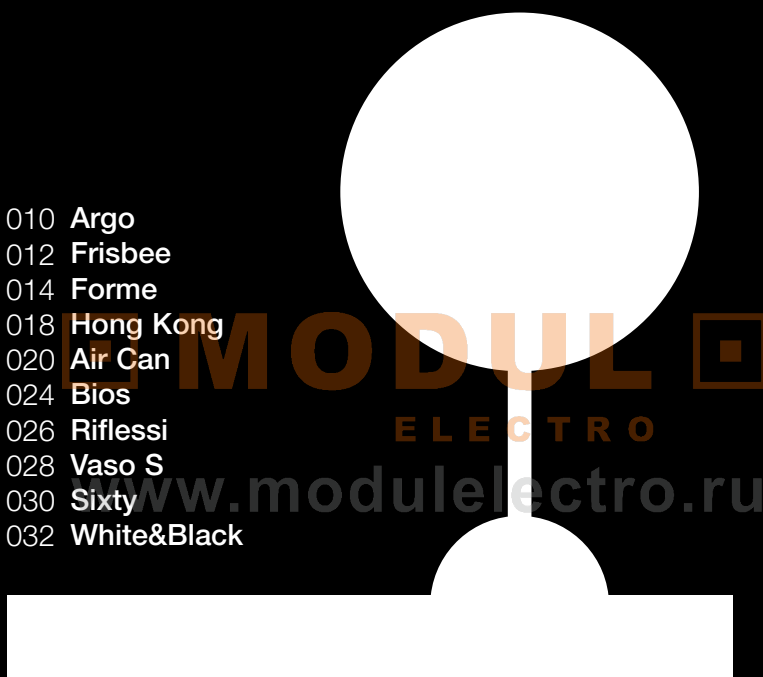 010 Argo
012 Frisbee
014 Forme
018 Hong Kong
020 Air Can
024 Bios
026 Riflessi
028 Vaso S
030 Sixty
032 White&Black
MODUL
ELECTRO
www.modulelectro.ru